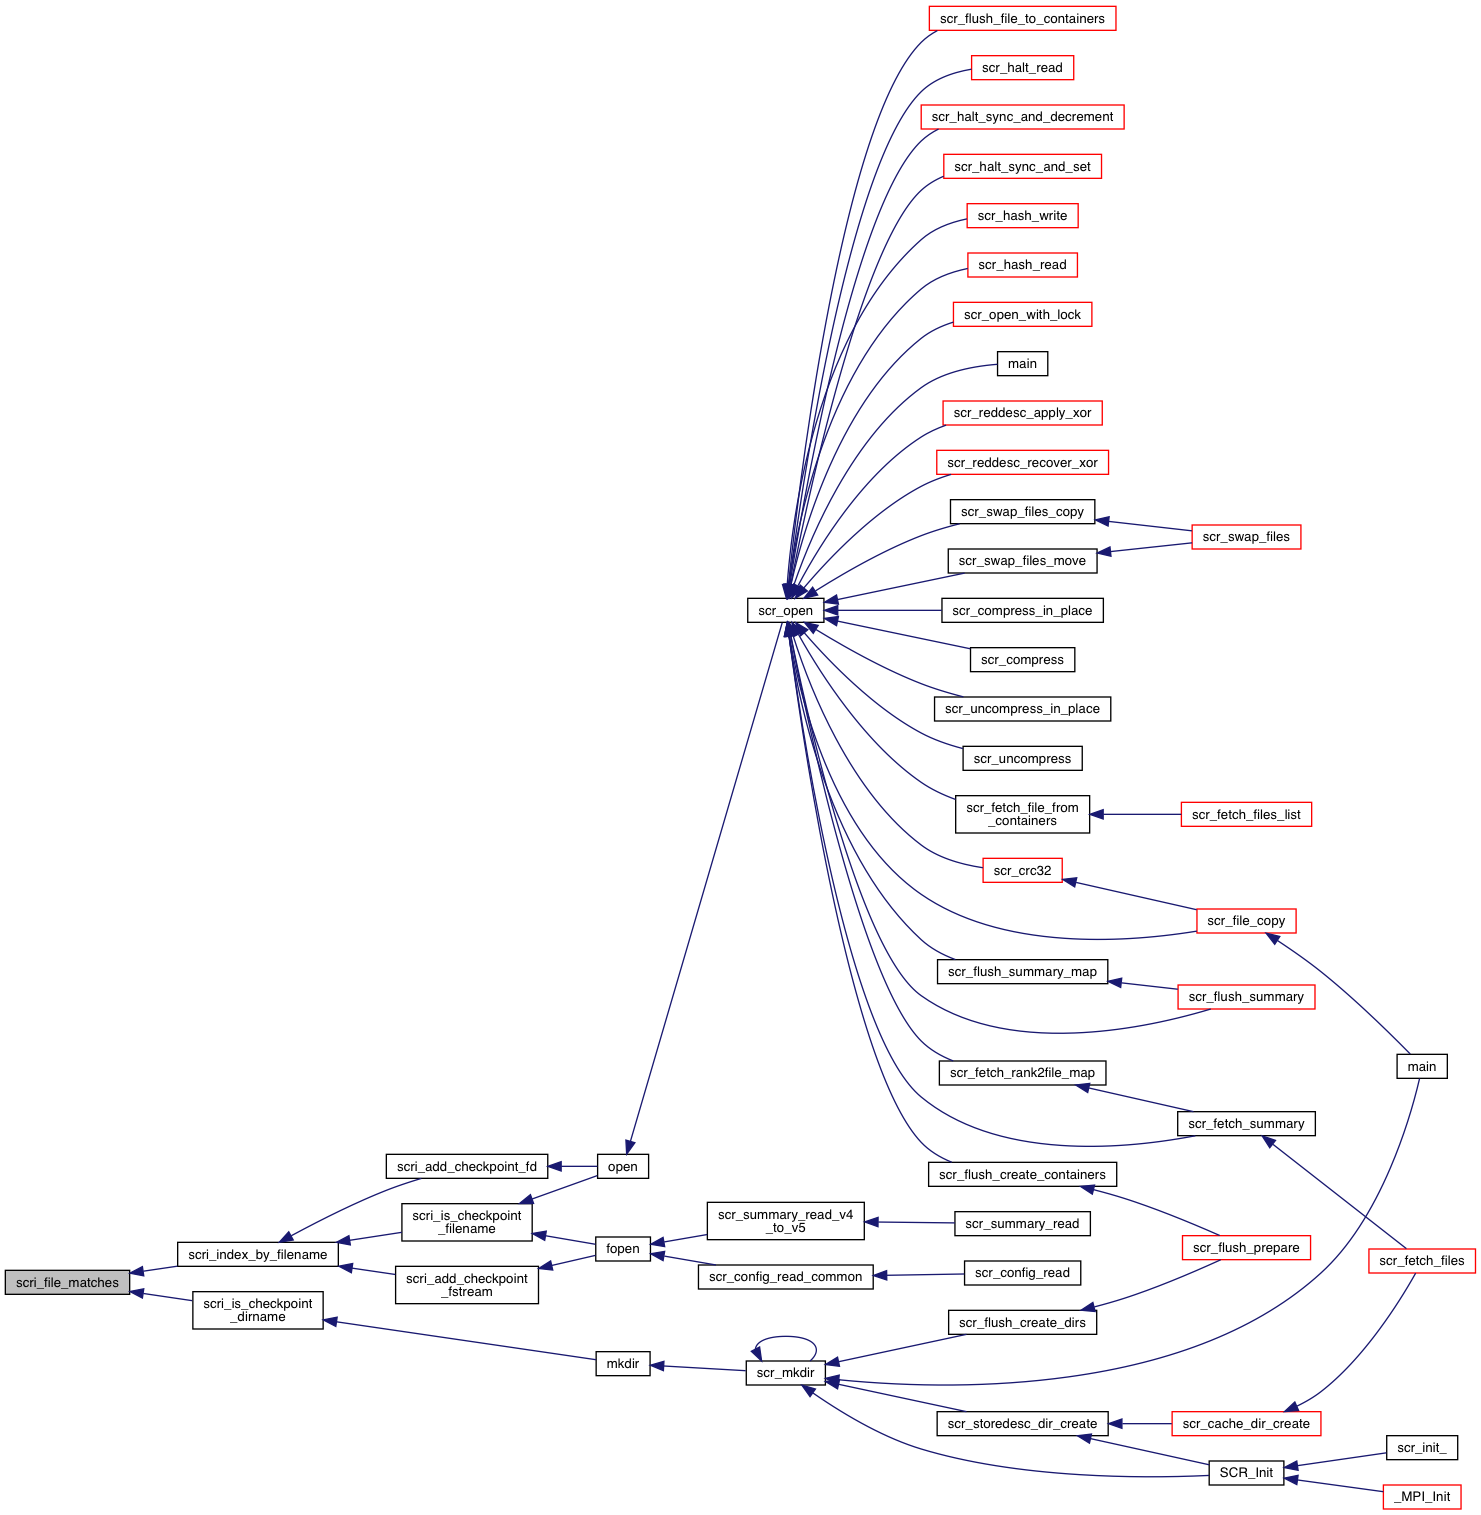 scr_flush_file_to_containers
scr_halt_read
scr_halt_sync_and_decrement
scr_halt_sync_and_set
scr_hash_write
scr_hash_read
scr_open_with_lock
main
scr_reddesc_apply_xor
scr_reddesc_recover_xor
scr_swap_files_copy
scr_swap_files
scr_swap_files_move
scr_open
scr_compress_in_place
scr_compress
scr_uncompress_in_place
scr_uncompress
scr_fetch_file_from
_containers
scr_fetch_files_list
scr_crc32
scr_file_copy
scr_flush_summary_map
scr_flush_summary
main
scr_fetch_rank2file_map
scr_fetch_summary
scri_add_checkpoint_fd
open
scr_flush_create_containers
scri_is_checkpoint
_filename
scr_summary_read_v4
_to_v5
scr_summary_read
scri_index_by_filename
fopen
scr_flush_prepare
scr_fetch_files
scri_file_matches
scri_add_checkpoint
_fstream
scr_config_read_common
scr_config_read
scri_is_checkpoint
_dirname
scr_flush_create_dirs
mkdir
scr_mkdir
scr_storedesc_dir_create
scr_cache_dir_create
scr_init_
SCR_Init
_MPI_Init